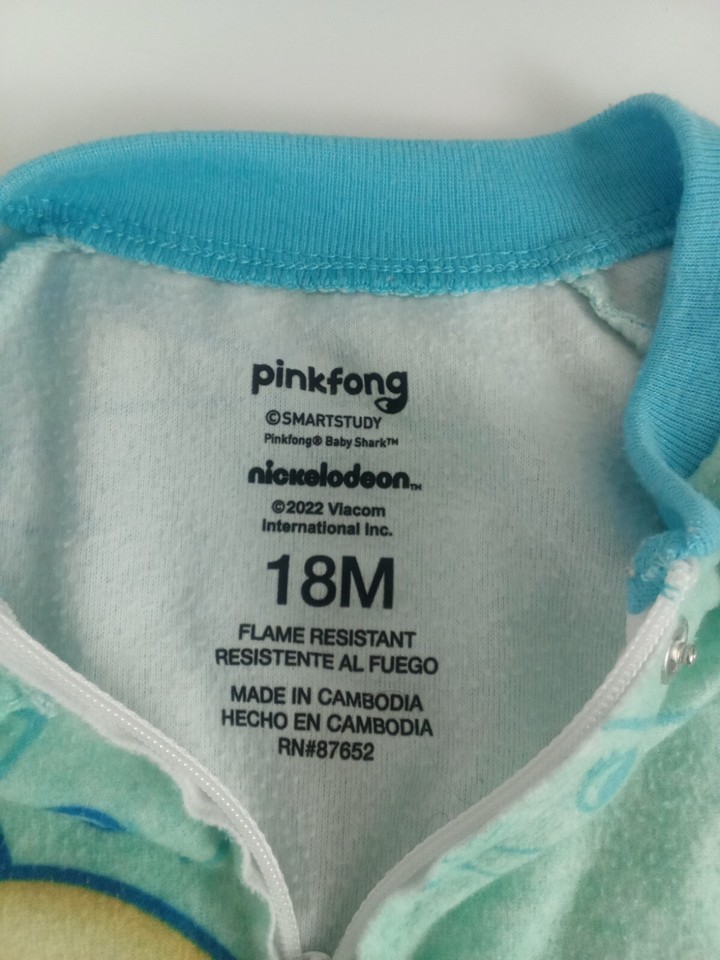 pinkfong
©SMARTSTUDY
Pinkfong® Baby Shark™
nickelodeon™
©2022 Viacom
International Inc.
18M
FLAME RESISTANT
RESISTENTE AL FUEGO
MADE IN CAMBODIA
HECHO EN CAMBODIA
RN#87652